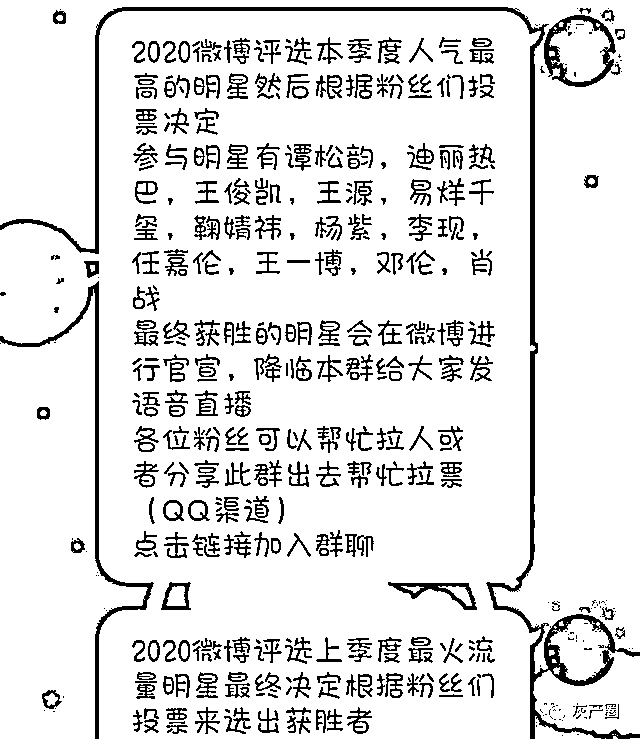 2020微博评选本季度人气最
高的明星然后根据粉丝们投
票决定
参与明星有谭松韵，迪丽热
巴，王俊凯，王源，易烊千
玺，鞠婧祎，杨紫，李现，
任嘉伦，王一博，邓伦，肖
战
最终获胜的明星会在微博进
行官宣，降临本群给大家发
语音直播
各位粉丝可以帮忙拉人或
者分享此群出去帮忙拉票
（QQ渠道）
点击链接加入群聊
2020微博评选上季度最火流
量明星最终决定根据粉丝们
投票来选出获胜者
灰产圈